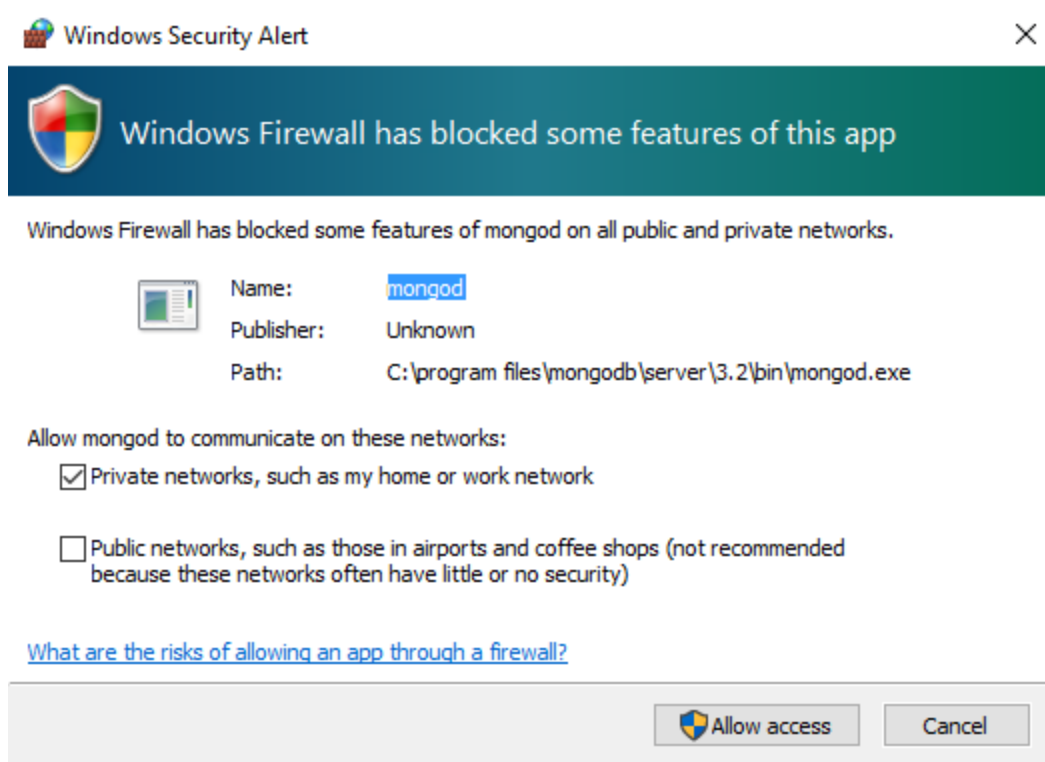 Windows Security Alert
Windows Firewall has blocked some features of this app
Windows Firewall has blocked some features of mongod on all public and private networks.
Name: mongod
Publisher: Unknown
Path: C:\program files\mongodb\server\3.2\bin\mongod.exe
Allow mongod to communicate on these networks:
Private networks, such as my home or work network
Public networks, such as those in airports and coffee shops (not recommended
because these networks often have little or no security)
What are the risks of allowing an app through a firewall?
Allow access Cancel